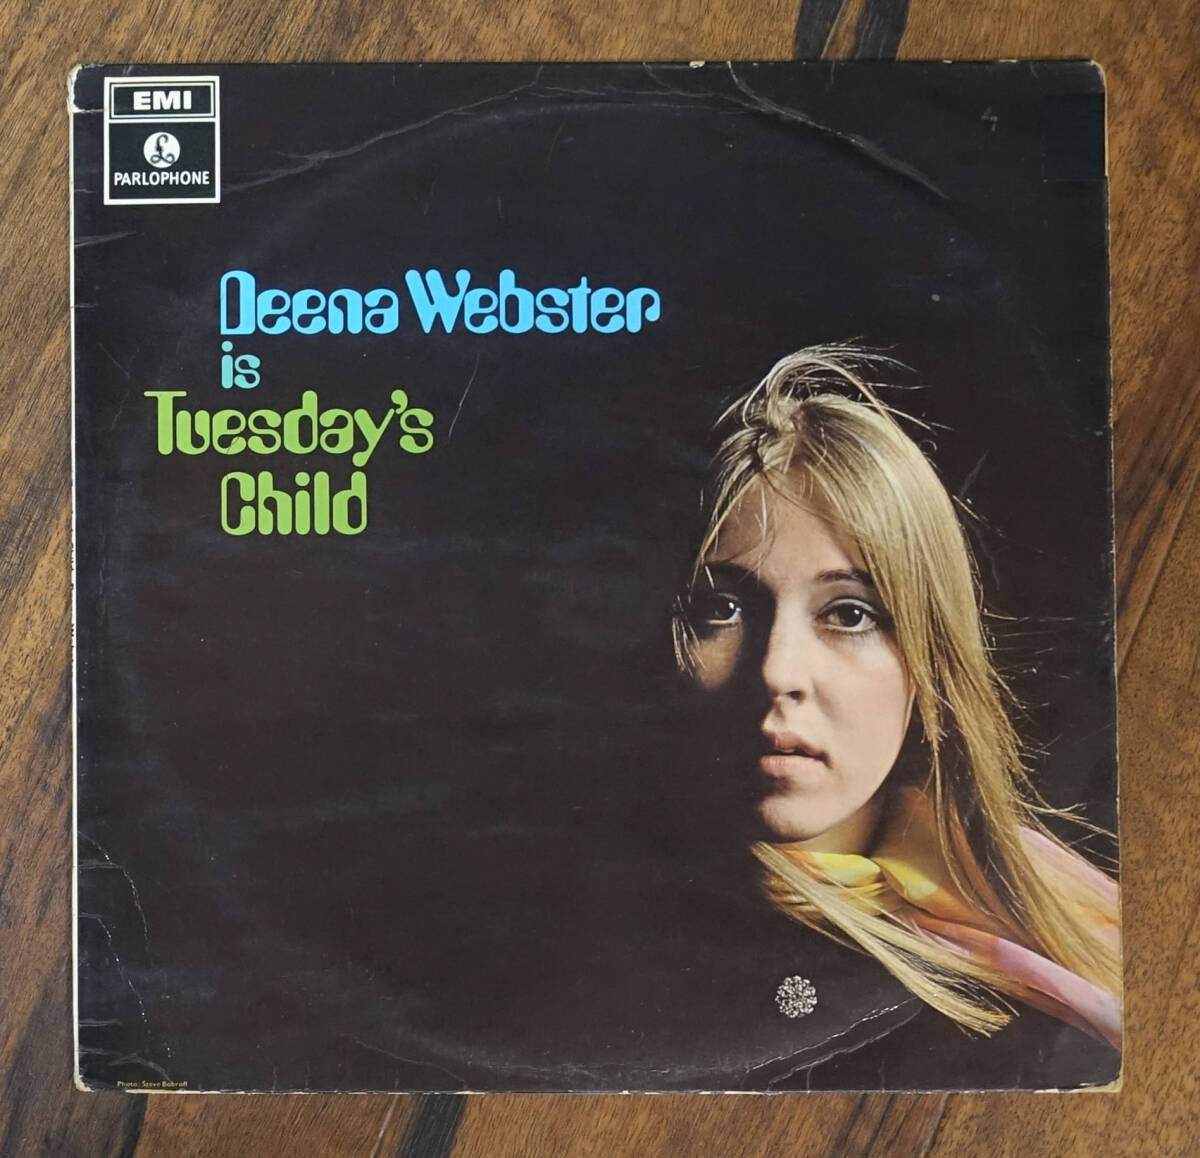 EMI
£
PARLOPHONE
Deena Webster
is
Tuesday's
Child
Photo: Steve Bobroff